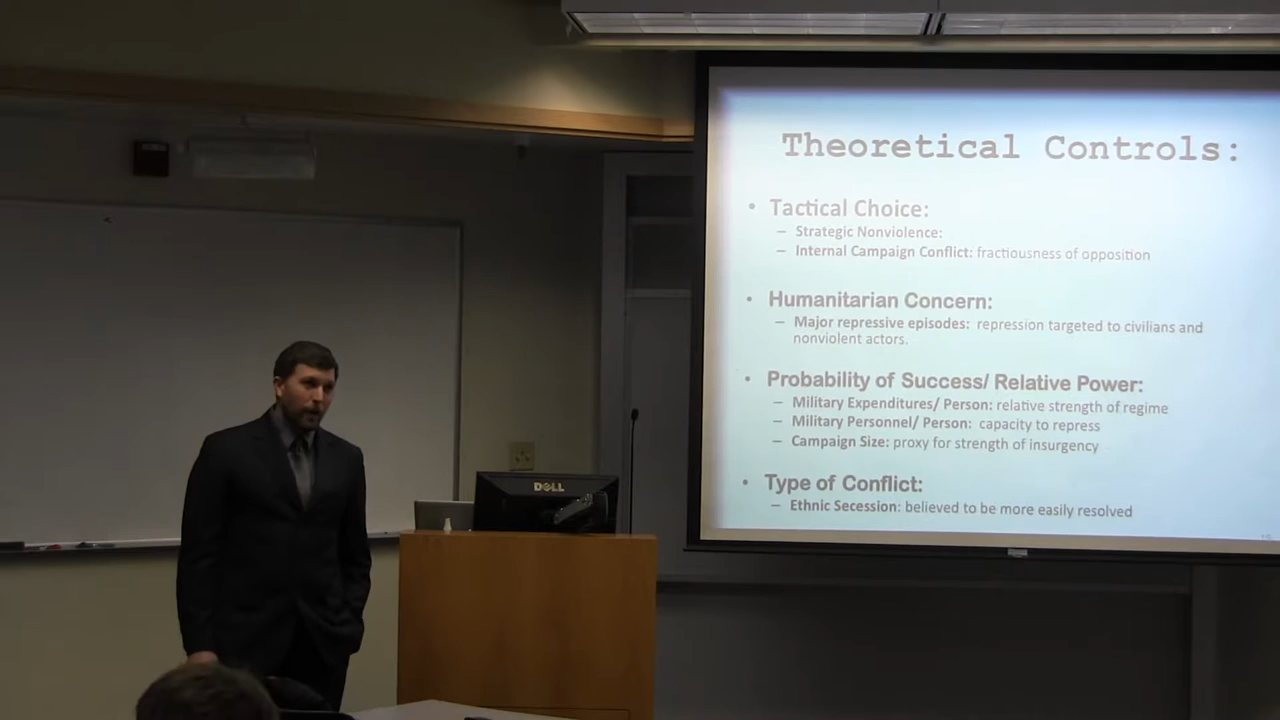 Theoretical Controls:
• Tactical Choice:
– Strategic Nonviolence:
– Internal Campaign Conflict: fractiousness of opposition
• Humanitarian Concern:
– Major repressive episodes: repression targeted to civilians and
nonviolent actors.
• Probability of Success/ Relative Power:
– Military Expenditures/ Person: relative strength of regime
– Military Personnel/ Person: capacity to repress
– Campaign Size: proxy for strength of insurgency
• Type of Conflict:
– Ethnic Secession: believed to be more easily resolved
DELL